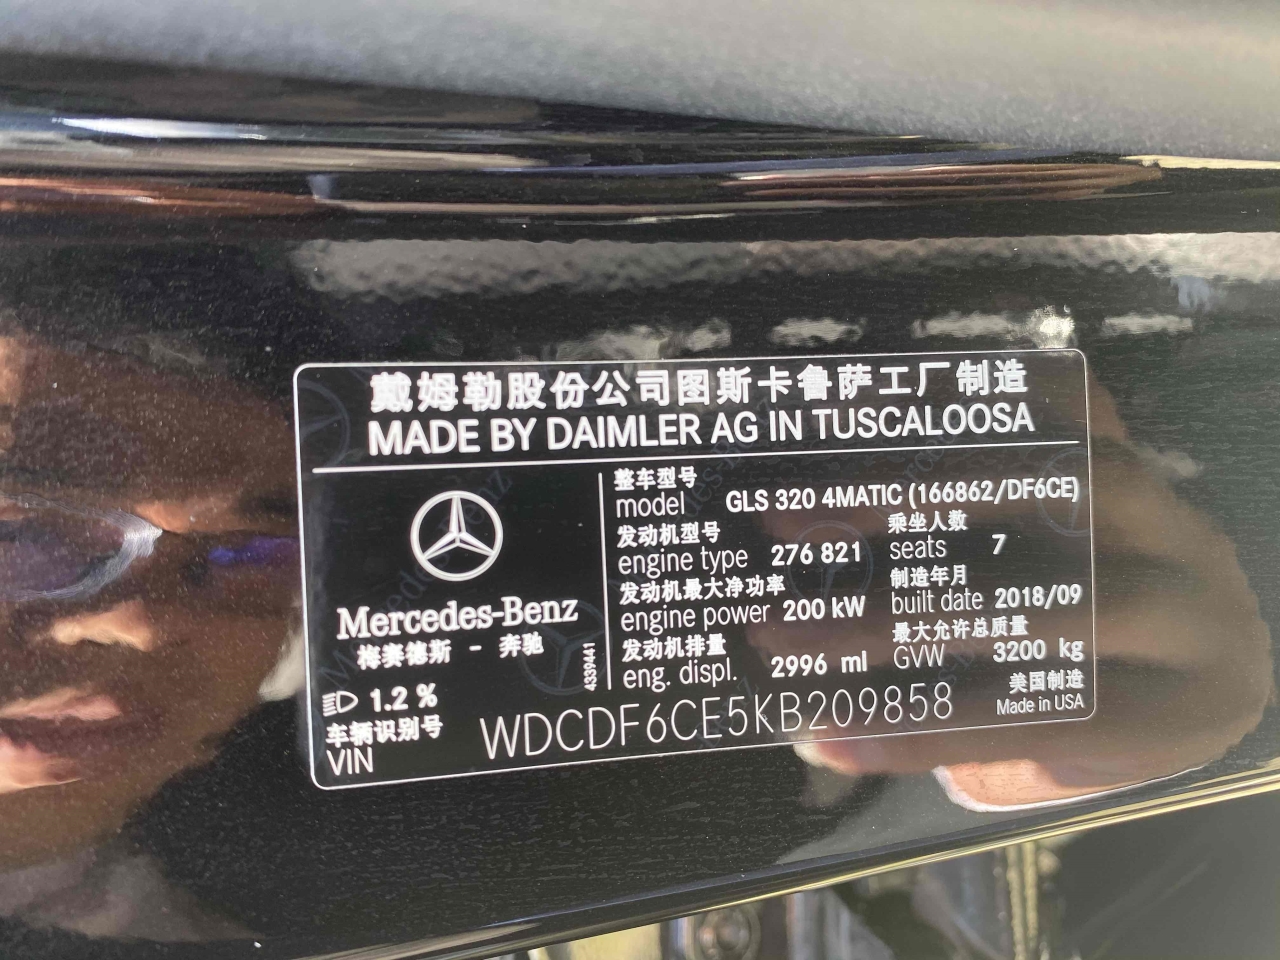 戴姆勒股份公司图斯卡鲁萨工厂制造
MADE BY DAIMLER AG IN TUSCALOOSA
Mercedes-Benz
梅赛德斯 - 奔驰
4339441
1.2 %
整车型号
model GLS 320 4MATIC (166862/DF6CE)
发动机型号 乘坐人数
engine type 276 821 seats 7
发动机最大净功率 制造年月
engine power 200 kW built date 2018/09
发动机排量 最大允许总质量
eng. displ. 2996 ml GVW 3200 kg
美国制造
Made in USA
车辆识别号
VIN WDCDF6CE5KB209858